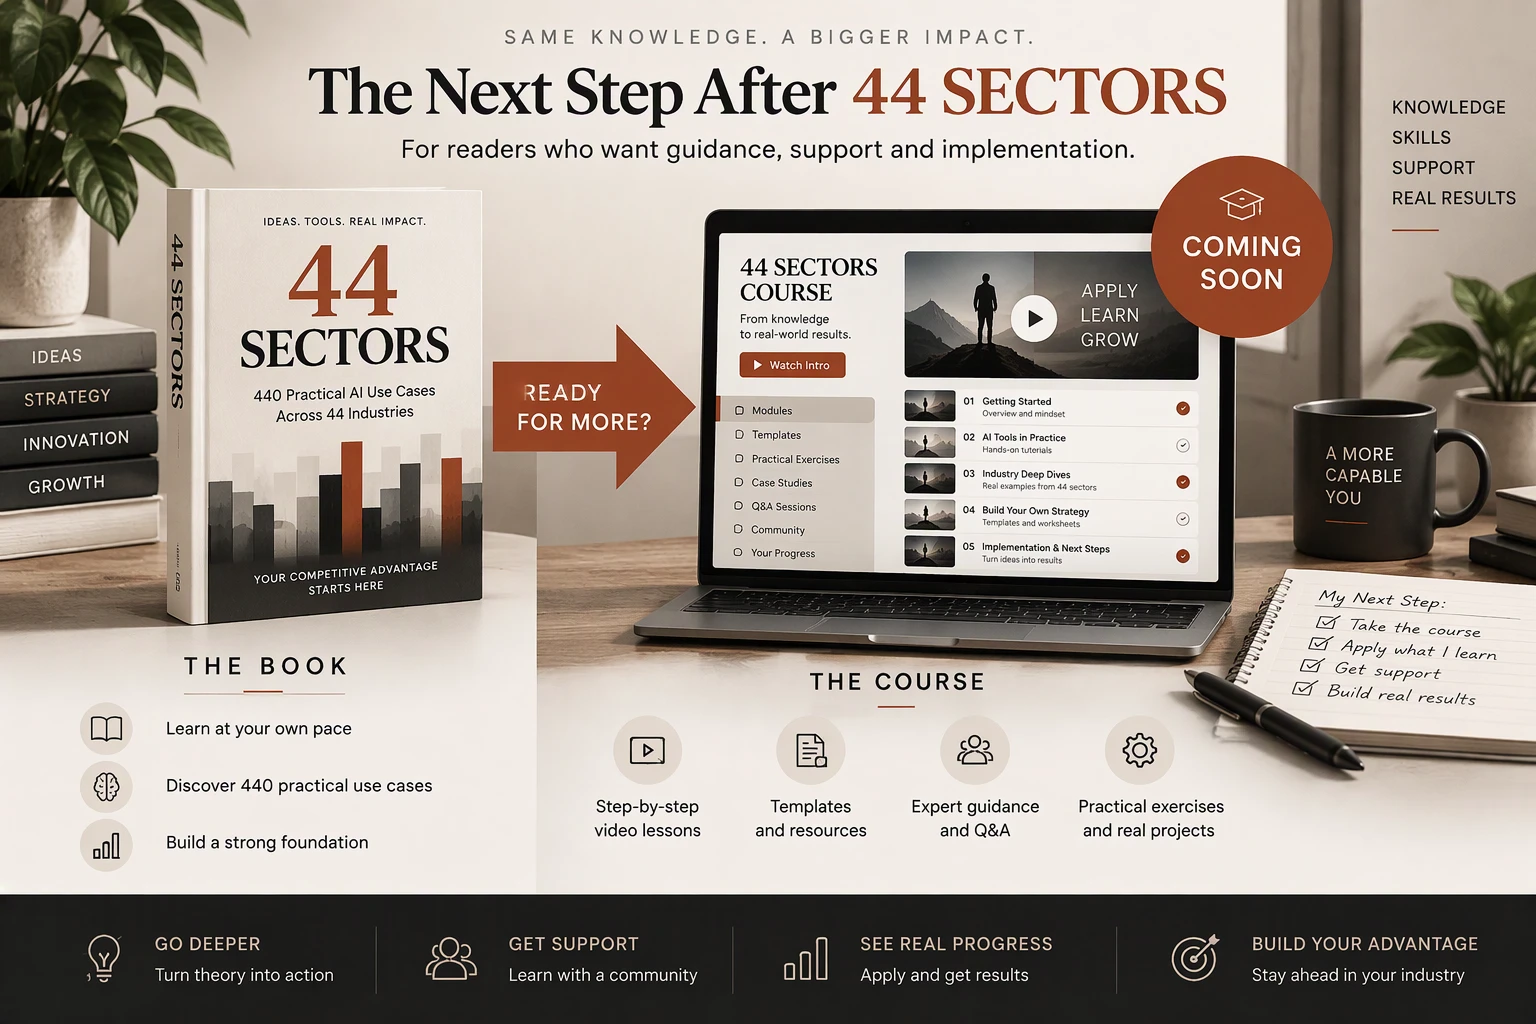 SAME KNOWLEDGE. A BIGGER IMPACT.
The Next Step After 44 SECTORS
For readers who want guidance, support and implementation.
KNOWLEDGE
SKILLS
SUPPORT
REAL RESULTS
IDEAS
STRATEGY
INNOVATION
GROWTH
44 SECTORS
IDEAS. TOOLS. REAL IMPACT.
44
SECTORS
440 Practical AI Use Cases
Across 44 Industries
YOUR COMPETITIVE ADVANTAGE
STARTS HERE
READY
FOR MORE?
44 SECTORS
COURSE
From knowledge
to real-world results.
Watch Intro
Modules
Templates
Practical Exercises
Case Studies
Q&A Sessions
Community
Your Progress
APPLY
LEARN
GROW
01 Getting Started
Overview and mindset
02 AI Tools in Practice
Hands-on tuterials
03 Industry Deep Dives
Real examples from 44 sectors
04 Build Your Own Strategy
Templates and worksheets
05 Implementation & Next Steps
Turn ideas into results
COMING
SOON
A MORE
CAPABLE
YOU
My Next Step:
Take the course
Apply what I learn
Get support
Build real results
THE BOOK
Learn at your own pace
Discover 440 practical use cases
Build a strong foundation
THE COURSE
Step-by-step
video lessons
Templates
and resources
Expert guidance
and Q&A
Practical exercises
and real projects
GO DEEPER
Turn theory into action
GET SUPPORT
Learn with a community
SEE REAL PROGRESS
Apply and get results
BUILD YOUR ADVANTAGE
Stay ahead in your industry